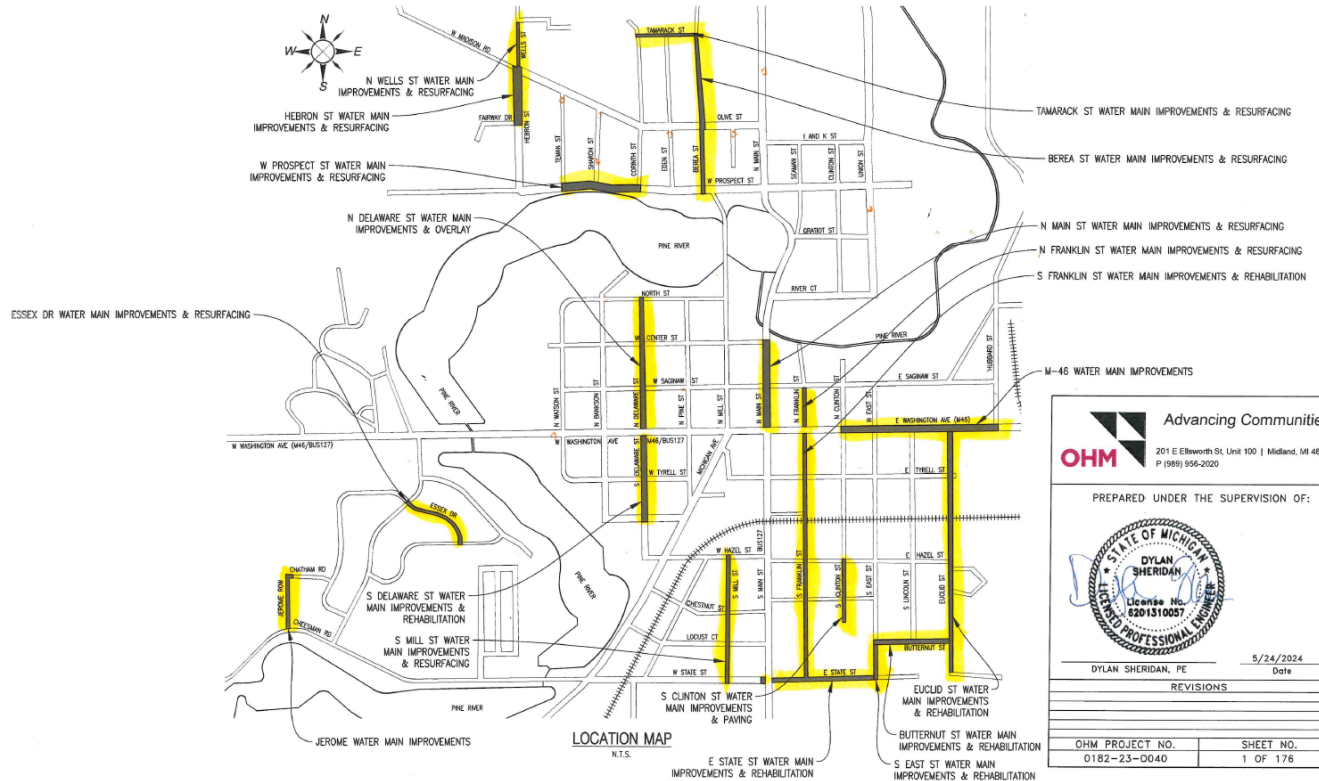 N
W
E
S
W MADISON RD
WELLS ST
TAMARACK ST
N WELLS ST WATER MAIN
IMPROVEMENTS & RESURFACING
HEBRON ST WATER MAIN
IMPROVEMENTS & RESURFACING
FAIRWAY DR
HEBRON ST
TEMAN ST
SHARON ST
CORINTH ST
EDEN ST
BEREA ST
OLIVE ST
N MAIN ST
I AND K ST
SEAMAN ST
CLINTON ST
UNION ST
TAMARACK ST WATER MAIN IMPROVEMENTS & RESURFACING
BEREA ST WATER MAIN IMPROVEMENTS & RESURFACING
W PROSPECT ST WATER MAIN
IMPROVEMENTS & RESURFACING
W PROSPECT ST
N DELAWARE ST WATER MAIN
IMPROVEMENTS & OVERLAY
PINE RIVER
GRATIOT ST
RIVER CT
N MAIN ST WATER MAIN IMPROVEMENTS & RESURFACING
N FRANKLIN ST WATER MAIN IMPROVEMENTS & RESURFACING
S FRANKLIN ST WATER MAIN IMPROVEMENTS & REHABILITATION
ESSEX DR WATER MAIN IMPROVEMENTS & RESURFACING
NORTH ST
W CENTER ST
PINE RIVER
HUBBARD ST
W SAGINAW ST
E SAGINAW ST
PINE RIVER
N WATSON ST
N BANKSON ST
N DELAWARE ST
N PINE ST
N MILL ST
N MAIN ST
N FRANKLIN ST
N CLINTON ST
N EAST ST
M-46 WATER MAIN IMPROVEMENTS
E WASHINGTON AVE (M46)
W WASHINGTON AVE (M46/BUS127)
W WASHINGTON AVE
M46/BUS127
S DELAWARE ST
MICHIGAN AVE
W TYRELL ST
E TYRELL ST
ESSEX DR
W HAZEL ST
BUS127
E HAZEL ST
CHATHAM RD
JEROME ROW
CHEESMAN RD
PINE RIVER
S DELAWARE ST WATER
MAIN IMPROVEMENTS &
REHABILITATION
S MILL ST
S MAIN ST
S FRANKLIN ST
S CLINTON ST
S EAST ST
S LINCOLN ST
EUCLID ST
CHESTNUT ST
LOCUST CT
S MILL ST WATER
MAIN IMPROVEMENTS
& RESURFACING
BUTTERNUT ST
W STATE ST
E STATE ST
PINE RIVER
S CLINTON ST WATER
MAIN IMPROVEMENTS
& PAVING
EUCLID ST WATER
MAIN IMPROVEMENTS
& REHABILITATION
JEROME WATER MAIN IMPROVEMENTS
BUTTERNUT ST WATER MAIN
IMPROVEMENTS & REHABILITATION
E STATE ST WATER MAIN
IMPROVEMENTS & REHABILITATION
S EAST ST WATER MAIN
IMPROVEMENTS & REHABILITATION
LOCATION MAP
N.T.S.
OHM
Advancing Communitie
201 E Ellsworth St, Unit 100 | Midland, MI 48
P (989) 956-2020
PREPARED UNDER THE SUPERVISION OF:
STATE OF MICHIGAN
DYLAN
SHERIDAN
License No.
6201310057
LICENSED PROFESSIONAL ENGINEER
DYLAN SHERIDAN, PE
5/24/2024
Date
REVISIONS
OHM PROJECT NO.
SHEET NO.
0182-23-0040
1 OF 176